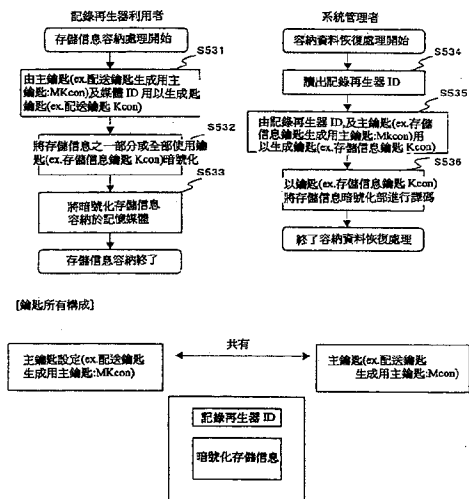 記錄再生器利用者
存儲信息容納處理開始
S531
由主鑰匙(ex.配送鑰匙生成用主
鑰匙:MKcon)及媒體 ID 用以生成鑰
匙(ex.配送鑰匙 Kcon)
S532
將存儲信息之一部分或全部使用鑰
匙(ex.存儲信息鑰匙 Kcon)暗號化
S533
將暗號化存儲信息
容納於記憶媒體
存儲信息容納終了
系統管理者
容納資料恢復處理開始
S534
讀出記錄再生器 ID
S535
由記錄再生器 ID,及主鑰匙(ex.存儲
信息鑰匙生成用主鑰匙:Mkcon)用
以生成鑰匙(ex.存儲信息鑰匙 Kcon)
S536
以鑰匙(ex.存儲信息鑰匙 Kcon)
將存儲信息暗號化部進行譯碼
終了容納資料恢復處理
[鑰匙所有構成]
主鑰匙設定(ex.配送鑰匙
生成用主鑰匙:MKcon)
共有
主鑰匙(ex.配送鑰匙
生成用主鑰匙:Mcon)
記錄再生器 ID
暗號化存儲信息